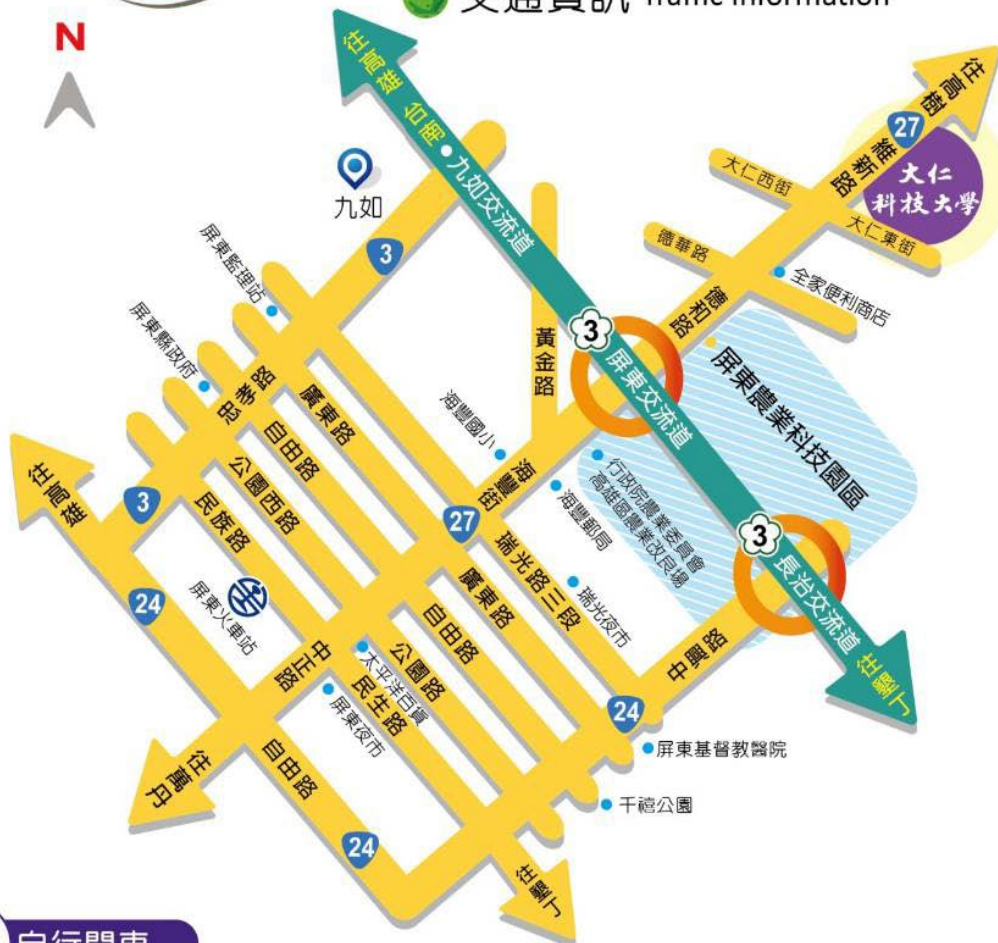 交通資訊 Traffic Information
N
往高雄 台南
九如交流道
往高樹
27
維新路
大仁科技大學
大仁西街
大仁東街
九如
3
德華路
全家便利商店
德和路
屏東監理站
屏東縣政府
黃金路
3
屏東交流道
屏東農業科技園區
忠孝路
廣東路
自由路
公園西路
民族路
海豐國小
海豐街
海豐郵局
行政院農業委員會
高雄區農業改良場
往高雄
3
27
3
長治交流道
往墾丁
瑞光路三段
瑞光夜市
廣東路
自由路
公園路
民生路
24
屏東火車站
中正路
太平洋百貨
屏東夜市
中興路
24
屏東基督教醫院
千禧公園
往萬丹
自由路
24
往墾丁
自行開車